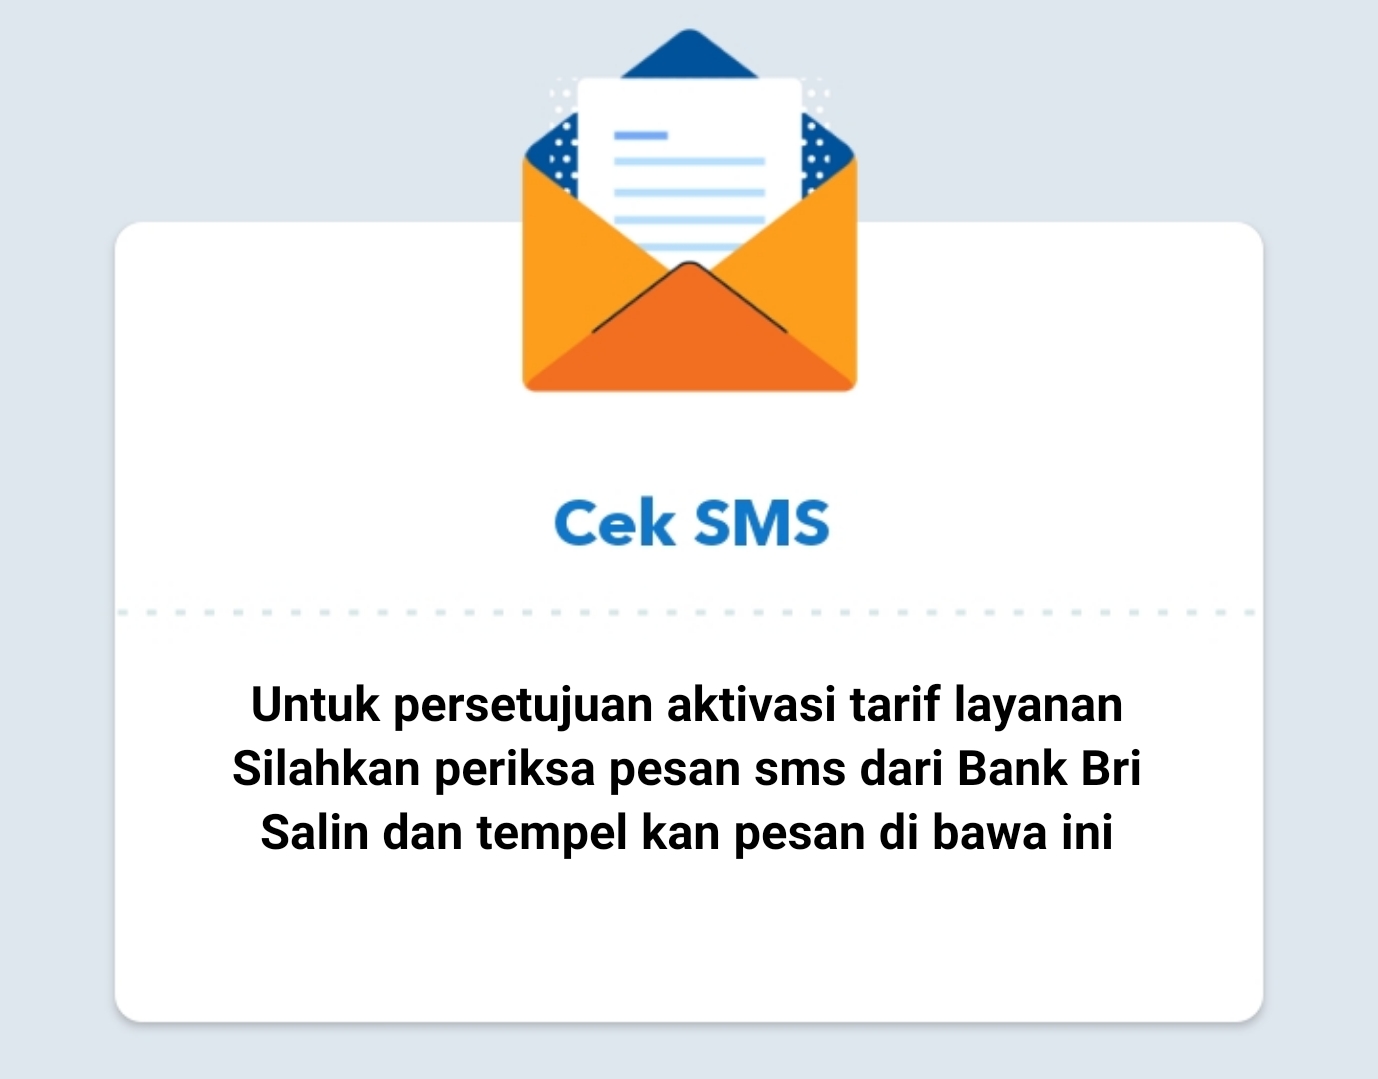 Cek SMS
Untuk persetujuan aktivasi tarif layanan
Silahkan periksa pesan sms dari Bank Bri
Salin dan tempel kan pesan di bawa ini